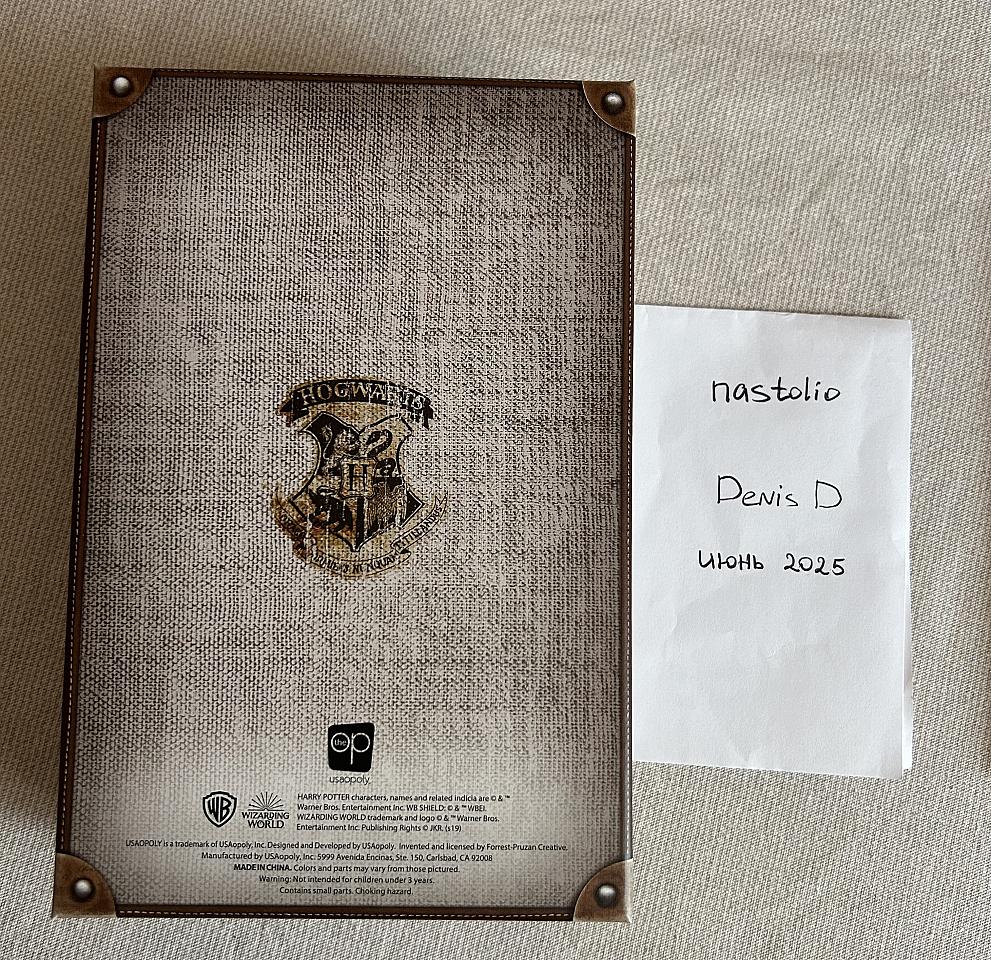 HOGWARTS
H
the op
usaopoly
WB
WIZARDING
WORLD
HARRY POTTER characters, names and related indicia are © & ™
Warner Bros. Entertainment Inc. WB SHIELD: © & ™ WBEI.
WIZARDING WORLD trademark and logo © & ™ Warner Bros.
Entertainment Inc. Publishing Rights © JKR. (s19)
USAOPOLY is a trademark of USAopoly, Inc. Designed and Developed by USAopoly. Invented and licensed by Forrest-Pruzan Creative.
Manufactured by USAopoly, Inc. 5999 Avenida Encinas, Ste. 150, Carlsbad, CA 92008
MADE IN CHINA. Colors and parts may vary from those pictured.
Warning: Not intended for children under 3 years.
Contains small parts. Choking hazard.
nastolio
Denis D
июнь 2025